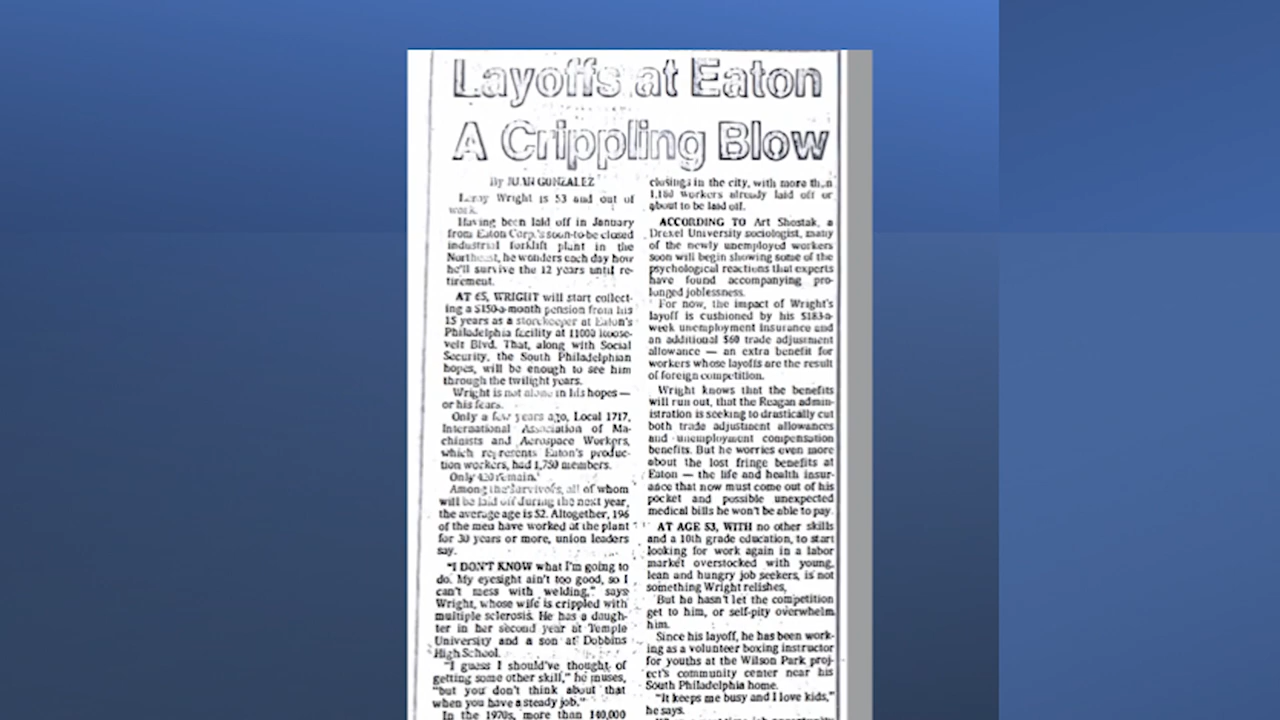 Layoffs at Eaton
A Crippling Blow
By JUAN GONZALEZ
Leroy Wright is 53 and out of
work.
Having been laid off in January
from Eaton Corp.'s soon-to-be closed
industrial forklift plant in the
Northeast, he wonders each day how
he'll survive the 12 years until re-
tirement.
AT 65, WRIGHT will start collect-
ing a $150-a-month pension from his
15 years as a storekeeper at Eaton's
Philadelphia facility at 11000 Roose-
velt Blvd. That, along with Social
Security, the South Philadelphian
hopes, will be enough to see him
through the twilight years.
Wright is not alone in his hopes —
or his fears.
Only a few years ago, Local 1717,
International Association of Ma-
chinists and Aerospace Workers,
which represents Eaton's produc-
tion workers, had 1,750 members.
Only 420 remain.
Among the survivors, all of whom
will be laid off during the next year,
the average age is 52. Altogether, 196
of the men have worked at the plant
for 30 years or more, union leaders
say.
"I DON'T KNOW what I'm going to
do. My eyesight ain't too good, so I
can't mess with welding," says
Wright, whose wife is crippled with
multiple sclerosis. He has a daugh-
ter in her second year at Temple
University and a son at Dobbins
High School.
"I guess I should've thought of
getting some other skill," he muses,
"but you don't think about that
when you have a steady job."
In the 1970s, more than 140,000
closings in the city, with more than
workers already laid off or
about to be laid off.
ACCORDING TO Art Shostak, a
Drexel University sociologist, many
of the newly unemployed workers
soon will begin showing some of the
psychological reactions that experts
have found accompanying pro-
longed joblessness.
For now, the impact of Wright's
layoff is cushioned by his $183-a-
week unemployment insurance and
an additional $60 trade adjustment
allowance — an extra benefit for
workers whose layoffs are the result
of foreign competition.
Wright knows that the benefits
will run out, that the Reagan admin-
istration is seeking to drastically cut
both trade adjustment allowances
and unemployment compensation
benefits. But he worries even more
about the lost fringe benefits at
Eaton — the life and health insur-
ance that now must come out of his
pocket and possible unexpected
medical bills he won't be able to pay.
AT AGE 53, WITH no other skills
and a 10th grade education, to start
looking for work again in a labor
market overstocked with young,
lean and hungry job seekers, is not
something Wright relishes,
But he hasn't let the competition
get to him, or self-pity overwhelm
him.
Since his layoff, he has been work-
ing as a volunteer boxing instructor
for youths at the Wilson Park proj-
ect's community center near his
South Philadelphia home.
"It keeps me busy and I love kids,"
he says.